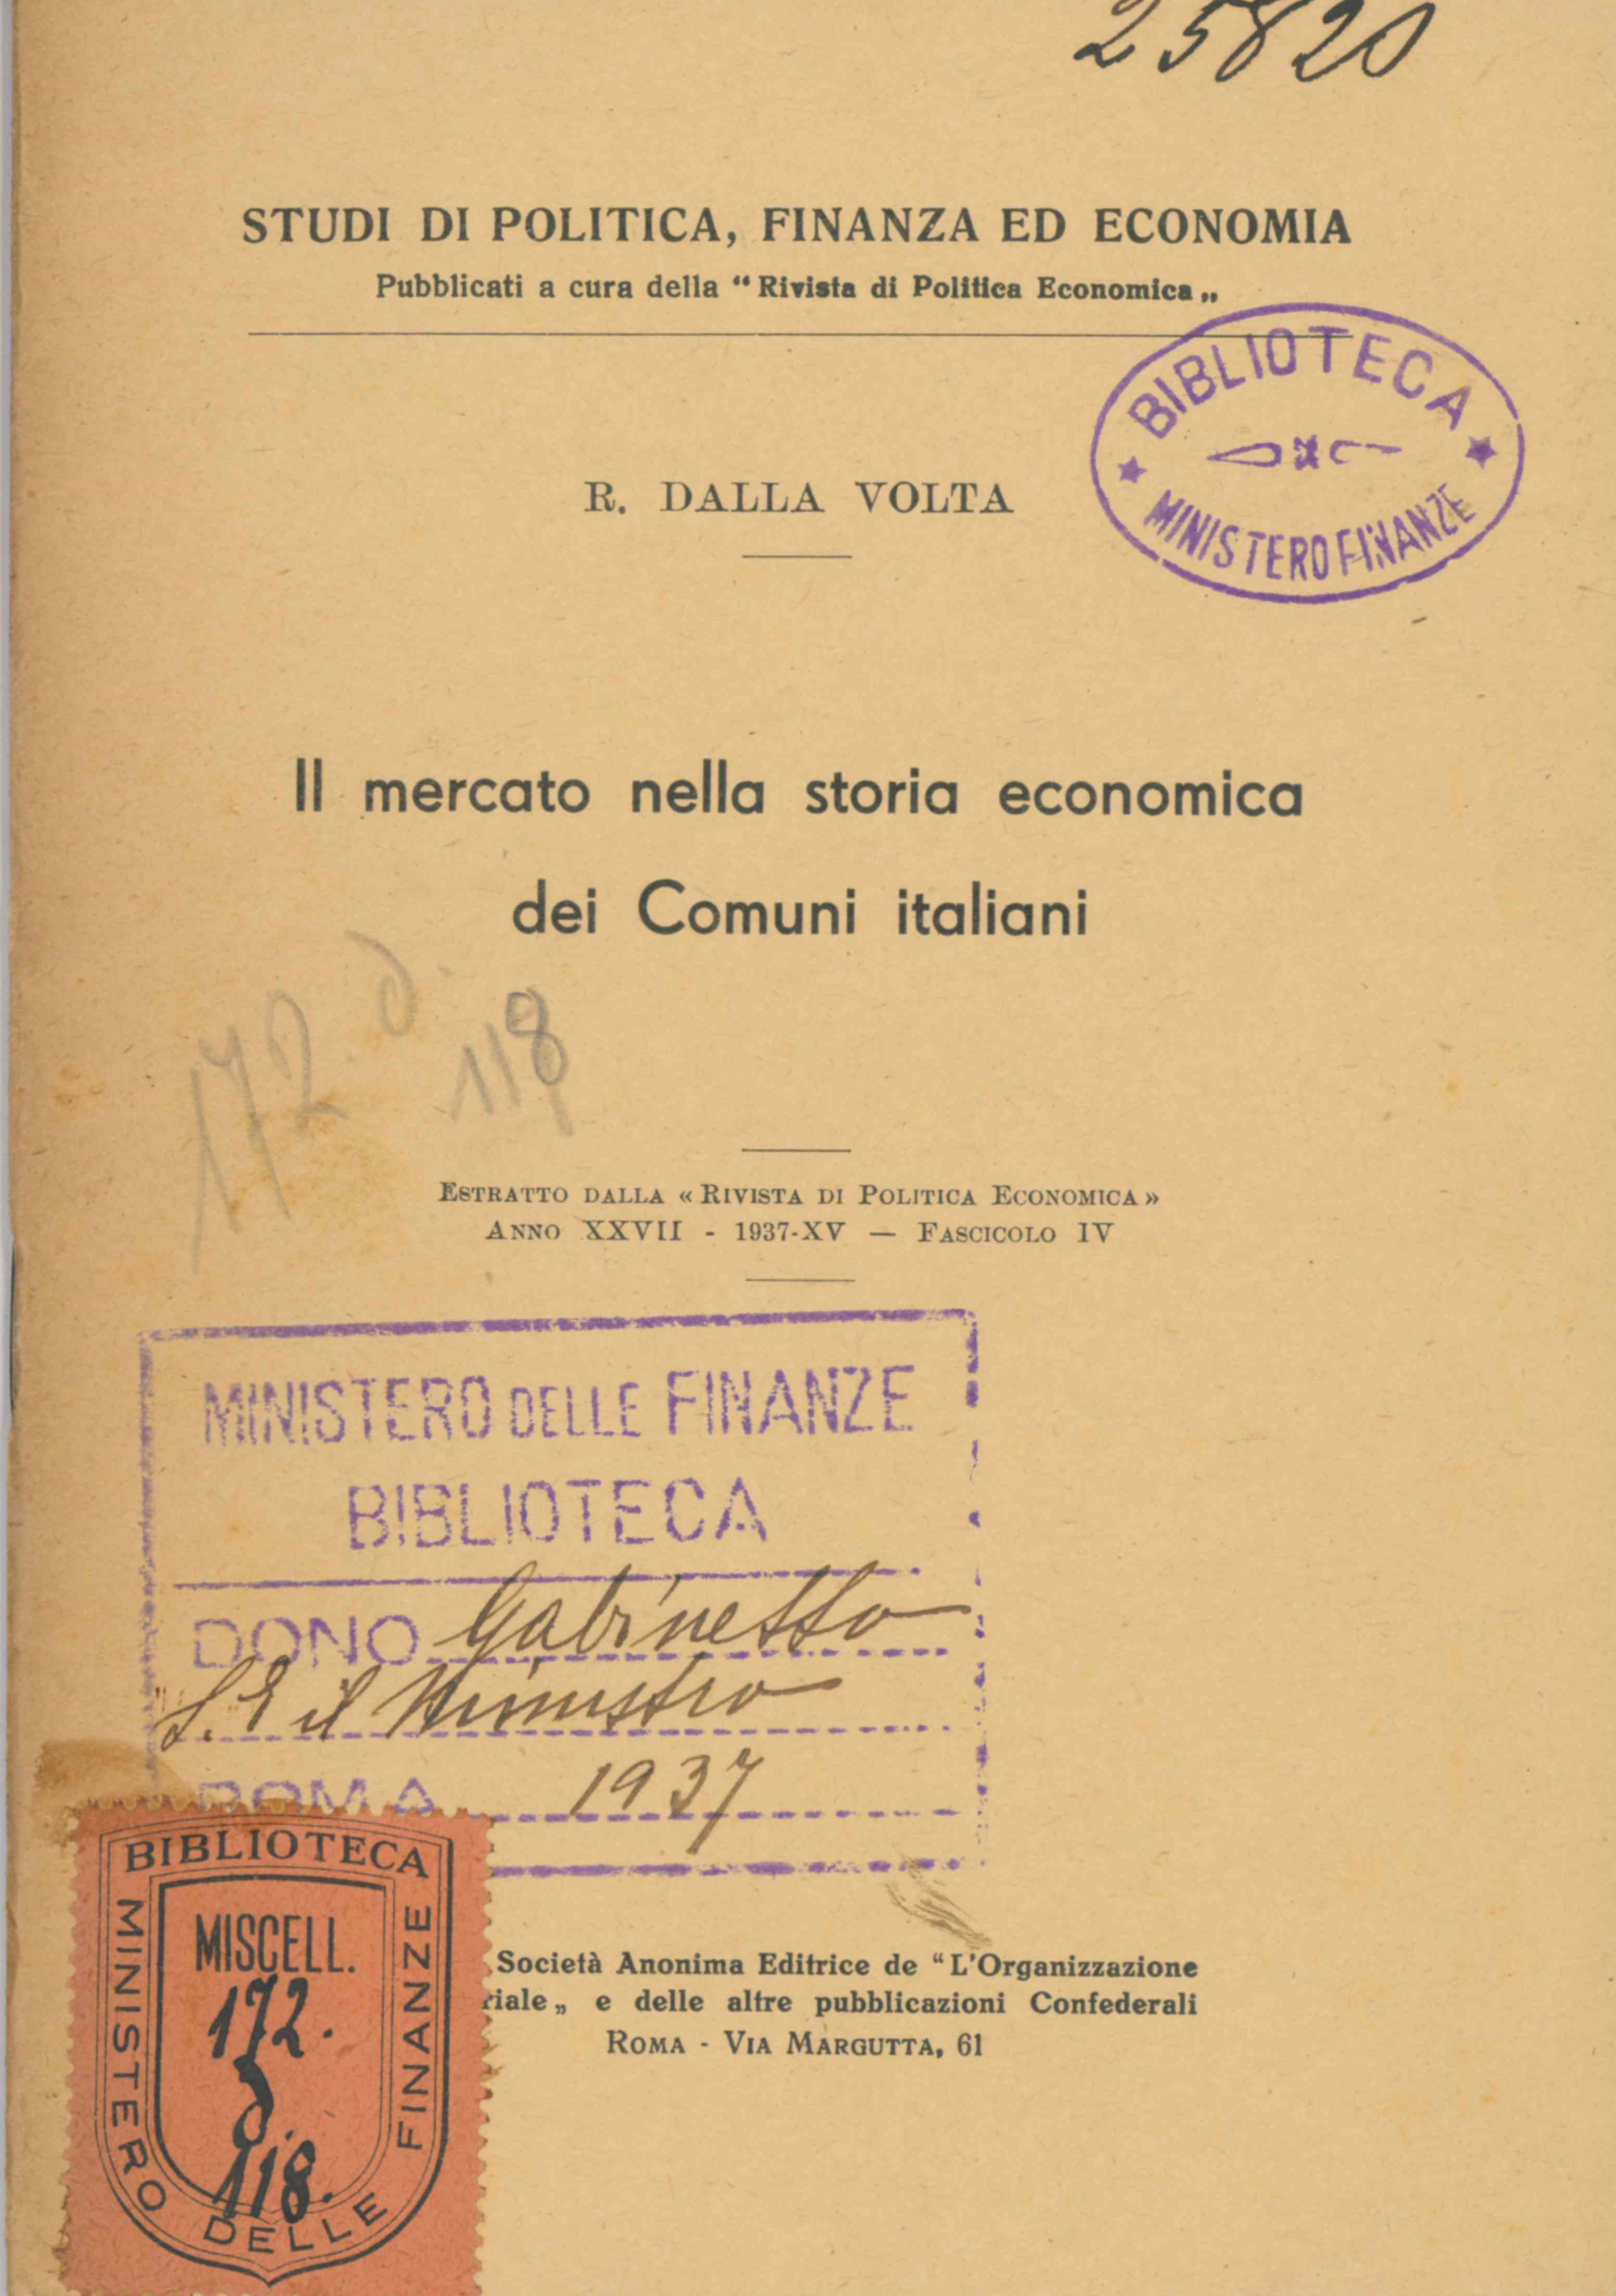 25820
STUDI DI POLITICA, FINANZA ED ECONOMIA
Pubblicati a cura della “Rivista di Politica Economica„
BIBLIOTECA
MINISTERO FINANZE
R. DALLA VOLTA
Il mercato nella storia economica
dei Comuni italiani
172 d.
118
ESTRATTO DALLA « RIVISTA DI POLITICA ECONOMICA »
ANNO XXVII - 1937-XV — FASCICOLO IV
MINISTERO DELLE FINANZE
BIBLIOTECA
DONO Gabinetto
S. E il Ministro
ROMA 1937
BIBLIOTECA
MINISTERO DELLE FINANZE
MISCELL.
172.
d.
118.
Società Anonima Editrice de “L'Organizzazione
riale„ e delle altre pubblicazioni Confederali
ROMA - VIA MARGUTTA, 61